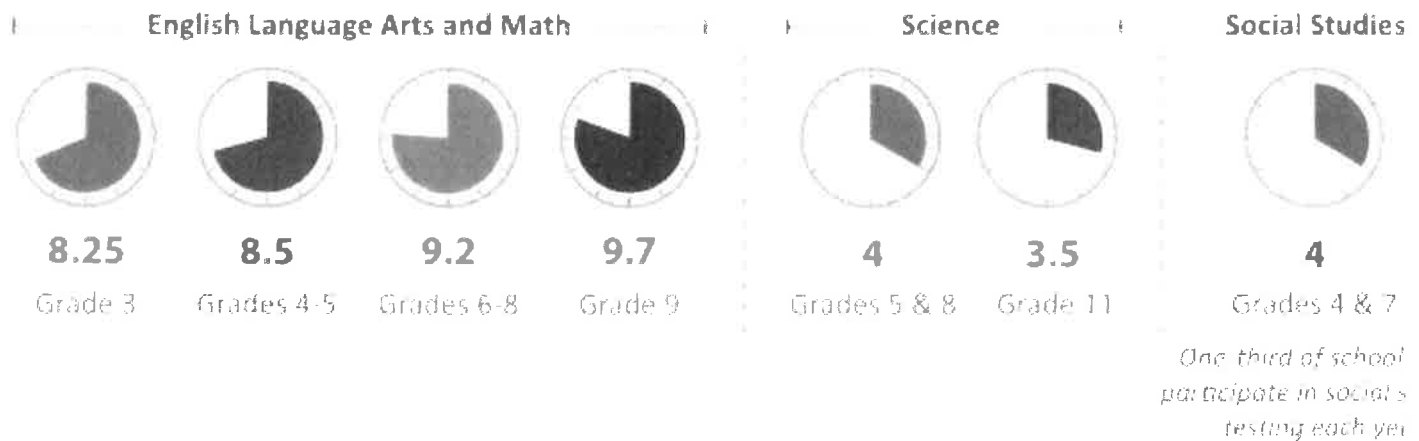 English Language Arts and Math
Science
Social Studies
8.25
8.5
9.2
9.7
4
3.5
4
Grade 3
Grades 4-5
Grades 6-8
Grade 9
Grades 5 & 8
Grade 11
Grades 4 & 7
One third of school
participate in social s
testing each